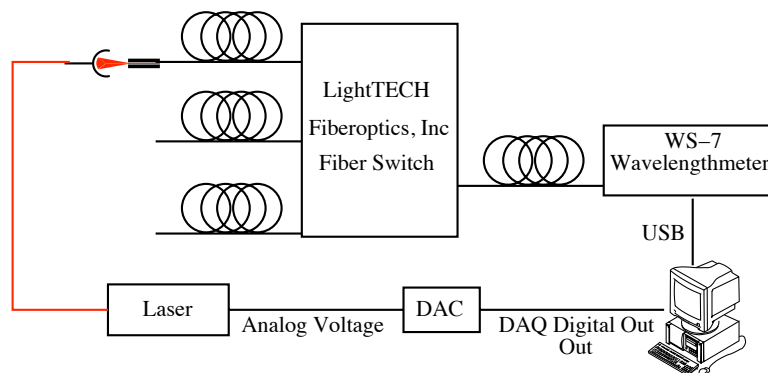 LightTECH
Fiberoptics, Inc
Fiber Switch
WS−7
Wavelengthmeter
USB
Laser
DAC
Analog Voltage
DAQ Digital Out
Out